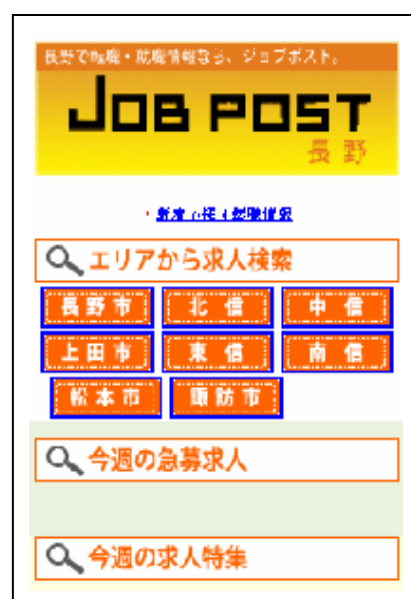 長野で転職・就職情報なら、ジョブポスト。
JOB POST
長野
エリアから求人検索
長野市 北信 中信
上田市 東信 南信
松本市 諏訪市
今週の急募求人
今週の求人特集